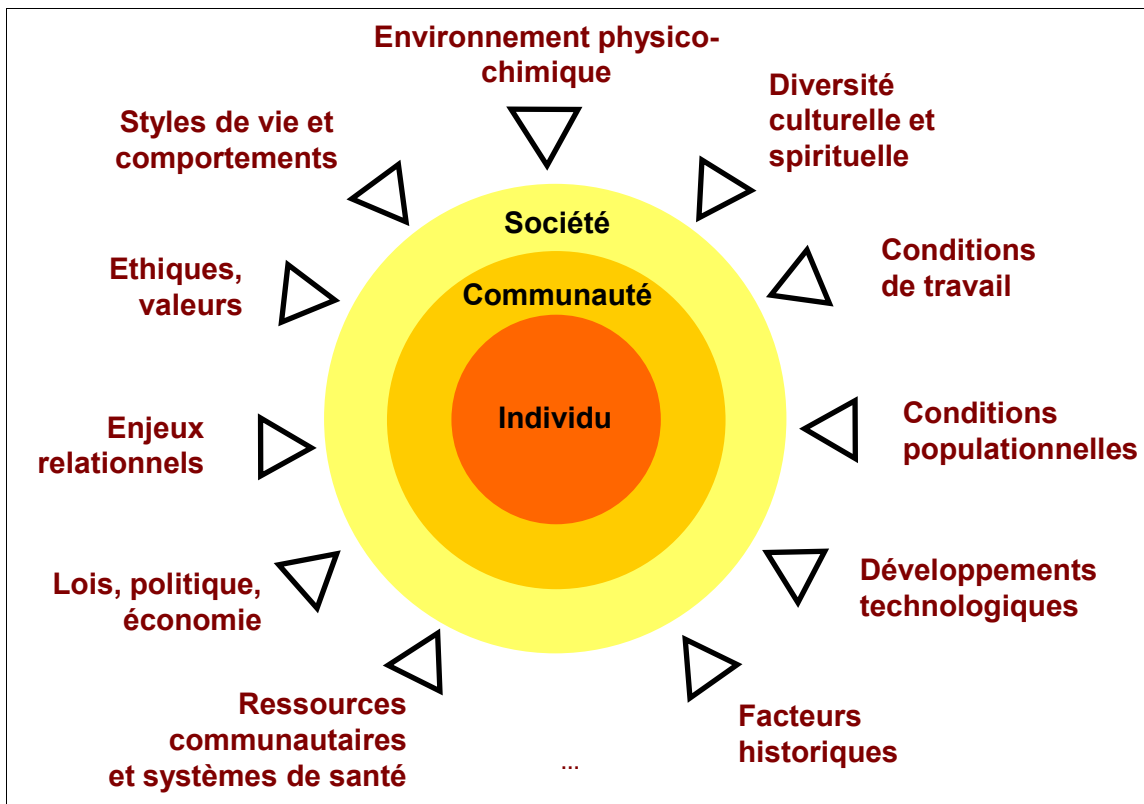 Environnement physico-
chimique
Diversité
culturelle et
spirituelle
Styles de vie et
comportements
Société
Conditions
de travail
Ethiques,
valeurs
Communauté
Individu
Conditions
populationnelles
Enjeux
relationnels
Développements
technologiques
Lois, politique,
économie
Ressources
communautaires
et systèmes de santé
Facteurs
historiques
...